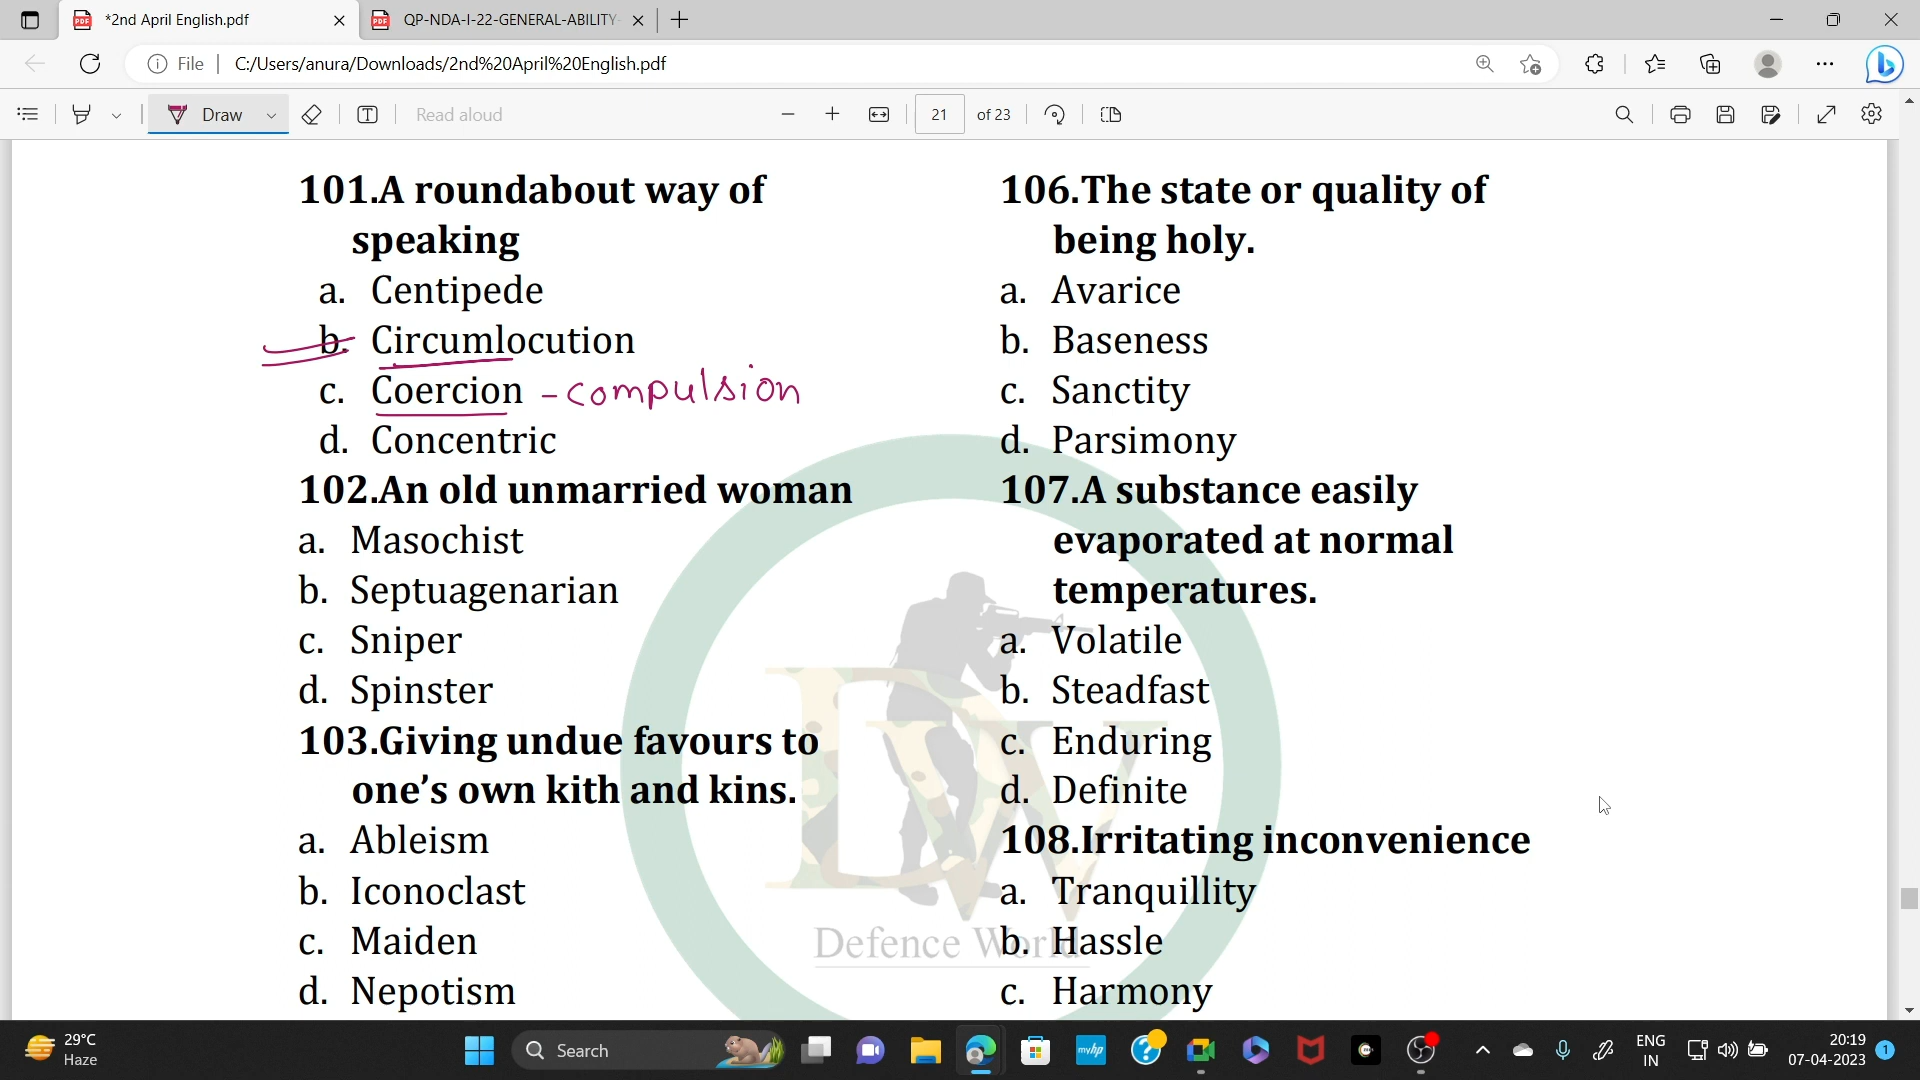 *2nd April English.pdf
QP-NDA-I-22-GENERAL-ABILITY-
File
C:/Users/anura/Downloads/2nd%20April%20English.pdf
Draw
Read aloud
21 of 23
101.A roundabout way of
speaking
a. Centipede
b. Circumlocution
c. Coercion - compulsion
d. Concentric
102.An old unmarried woman
a. Masochist
b. Septuagenarian
c. Sniper
d. Spinster
103.Giving undue favours to
one’s own kith and kins.
a. Ableism
b. Iconoclast
c. Maiden
d. Nepotism
106.The state or quality of
being holy.
a. Avarice
b. Baseness
c. Sanctity
d. Parsimony
107.A substance easily
evaporated at normal
temperatures.
a. Volatile
b. Steadfast
c. Enduring
d. Definite
108.Irritating inconvenience
a. Tranquillity
b. Hassle
c. Harmony
DW
Defence World
29°C
Haze
Search
myhp
ENG
IN
20:19
07-04-2023
1